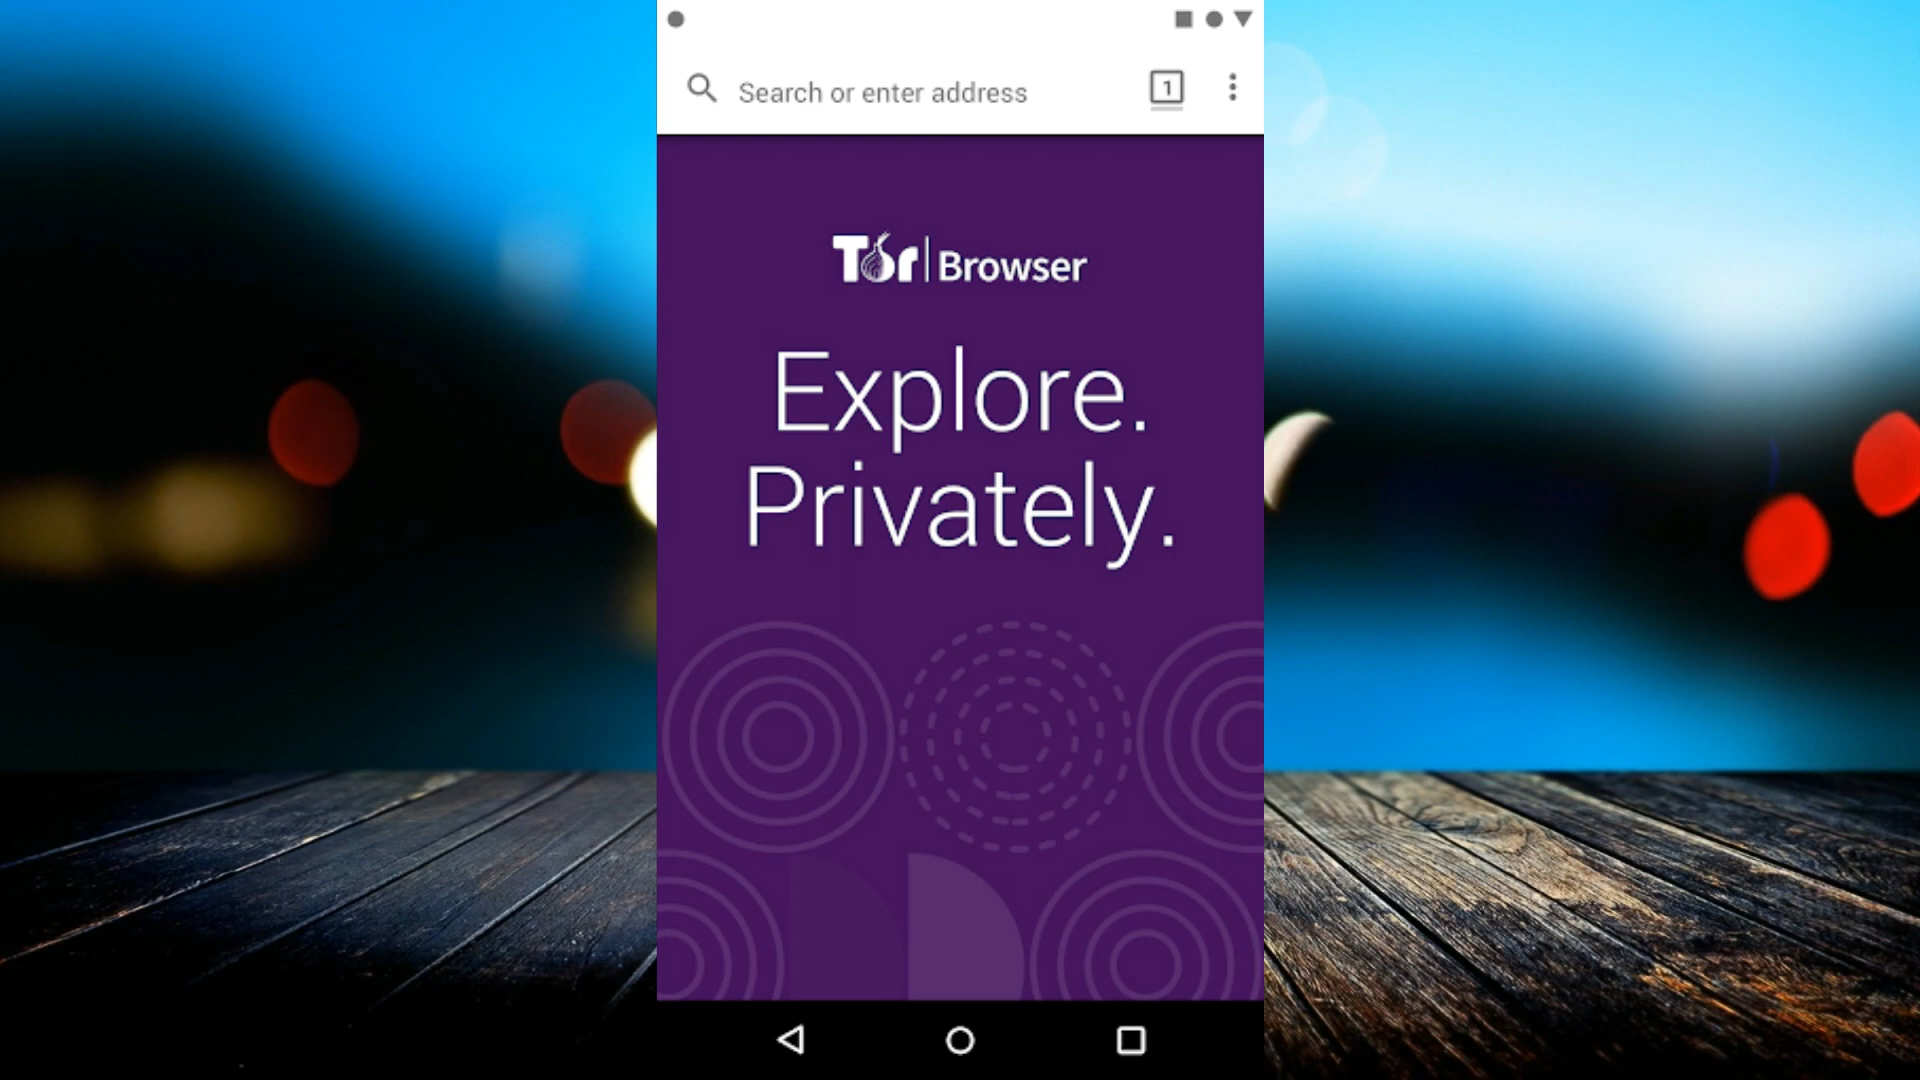 Search or enter address
1
Tor | Browser
Explore.
Privately.